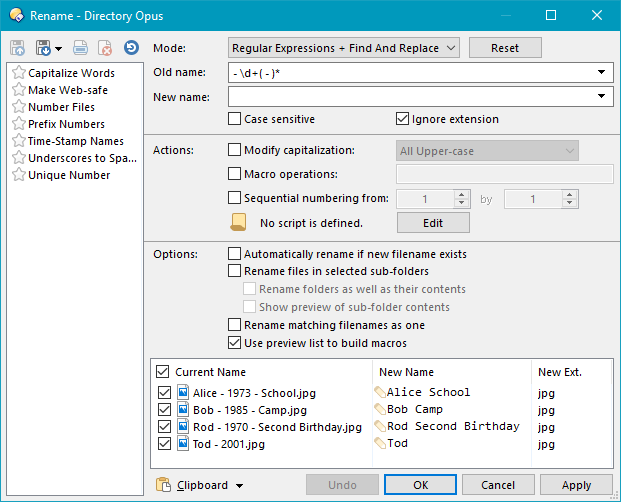 Rename - Directory Opus
Mode: Regular Expressions + Find And Replace Reset
Old name: - \d+( - )*
New name:
Case sensitive Ignore extension
Capitalize Words
Make Web-safe
Number Files
Prefix Numbers
Time-Stamp Names
Underscores to Spa...
Unique Number
Actions: Modify capitalization: All Upper-case
Macro operations:
Sequential numbering from: 1 by 1
No script is defined. Edit
Options: Automatically rename if new filename exists
Rename files in selected sub-folders
Rename folders as well as their contents
Show preview of sub-folder contents
Rename matching filenames as one
Use preview list to build macros
Current Name New Name New Ext.
Alice - 1973 - School.jpg Alice School jpg
Bob - 1985 - Camp.jpg Bob Camp jpg
Rod - 1970 - Second Birthday.jpg Rod Second Birthday jpg
Tod - 2001.jpg Tod jpg
Clipboard Undo OK Cancel Apply